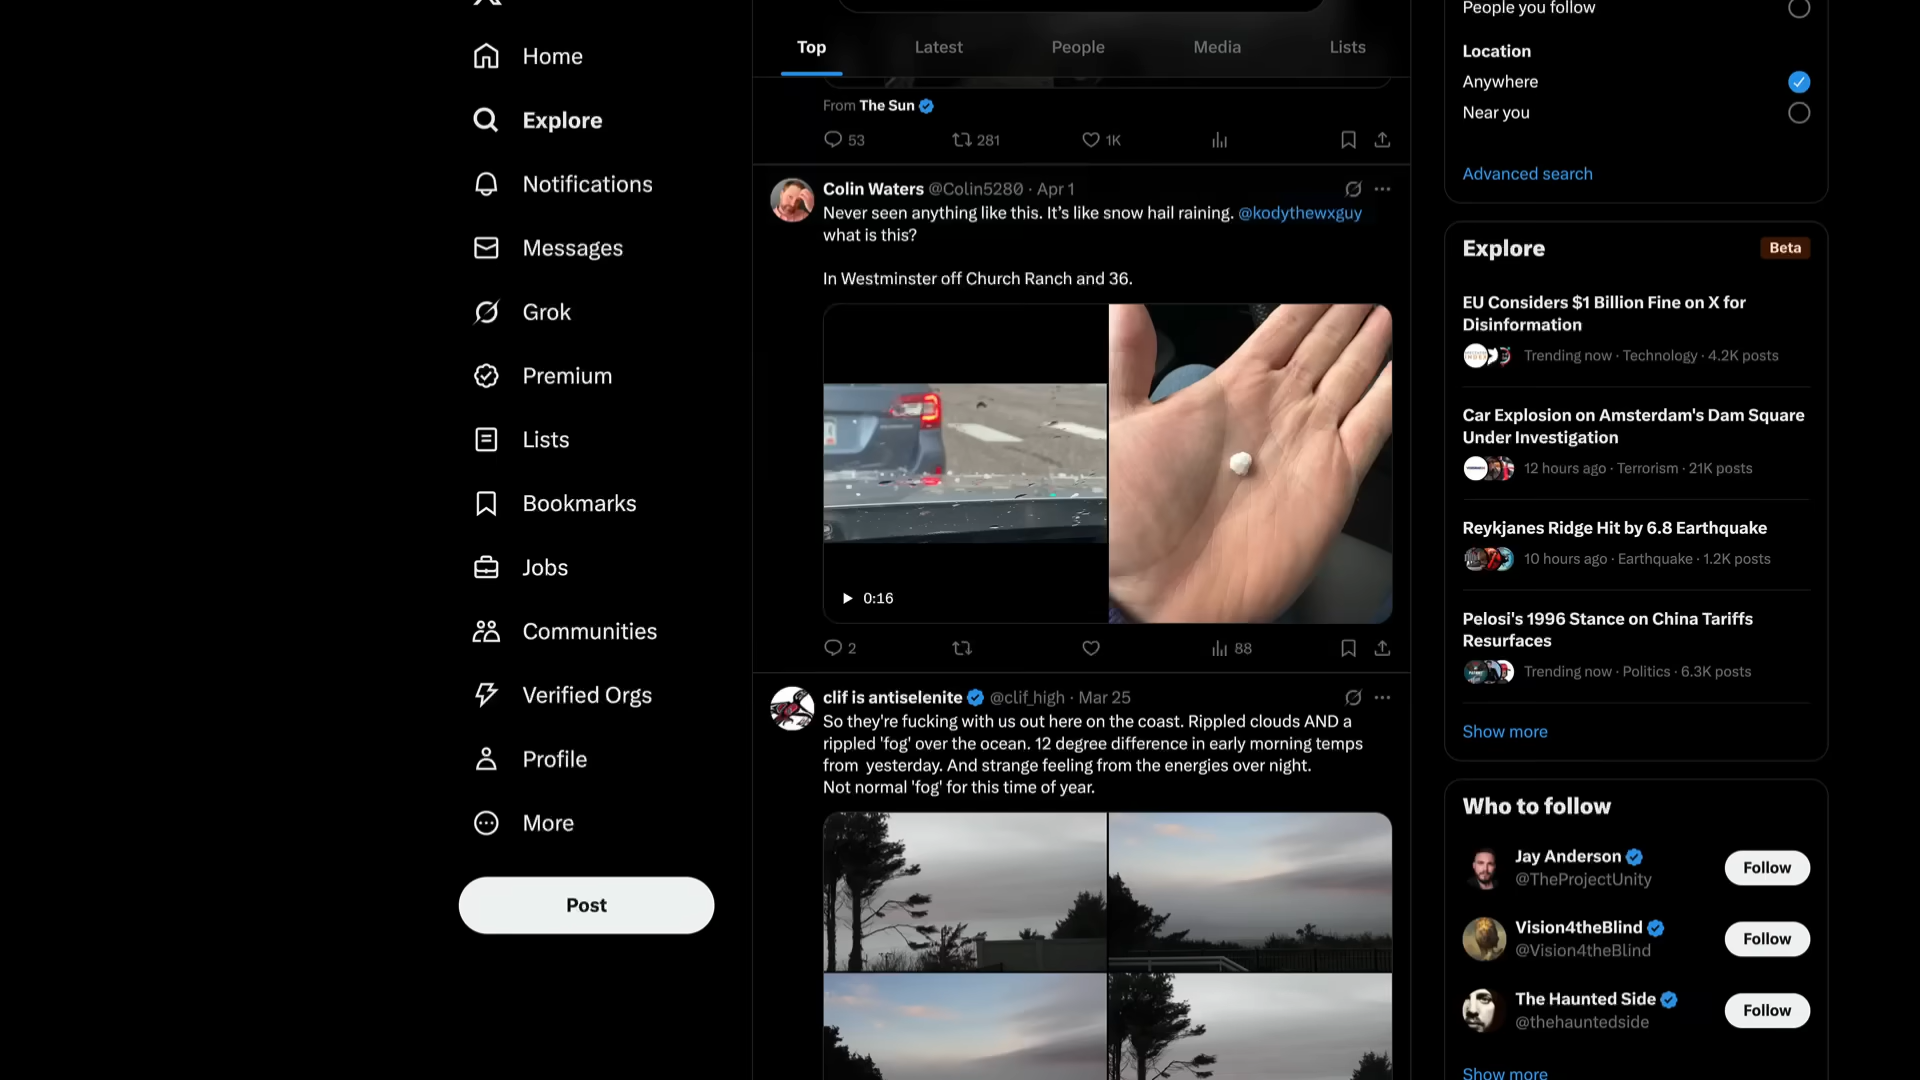 Home
Explore
Notifications
Messages
Grok
Premium
Lists
Bookmarks
Jobs
Communities
Verified Orgs
Profile
More
Post
Top
Latest
People
Media
Lists
From The Sun
53
281
1K
Colin Waters @Colin5280 · Apr 1
Never seen anything like this. It’s like snow hail raining. @kodythewxguy
what is this?
In Westminster off Church Ranch and 36.
0:16
2
88
clif is antiselenite @clif_high · Mar 25
So they're fucking with us out here on the coast. Rippled clouds AND a
rippled 'fog' over the ocean. 12 degree difference in early morning temps
from yesterday. And strange feeling from the energies over night.
Not normal 'fog' for this time of year.
People you follow
Location
Anywhere
Near you
Advanced search
Explore
Beta
EU Considers $1 Billion Fine on X for
Disinformation
Trending now · Technology · 4.2K posts
Car Explosion on Amsterdam's Dam Square
Under Investigation
12 hours ago · Terrorism · 21K posts
Reykjanes Ridge Hit by 6.8 Earthquake
10 hours ago · Earthquake · 1.2K posts
Pelosi's 1996 Stance on China Tariffs
Resurfaces
Trending now · Politics · 6.3K posts
Show more
Who to follow
Jay Anderson
@TheProjectUnity
Follow
Vision4theBlind
@Vision4theBlind
Follow
The Haunted Side
@thehauntedside
Follow
Show more